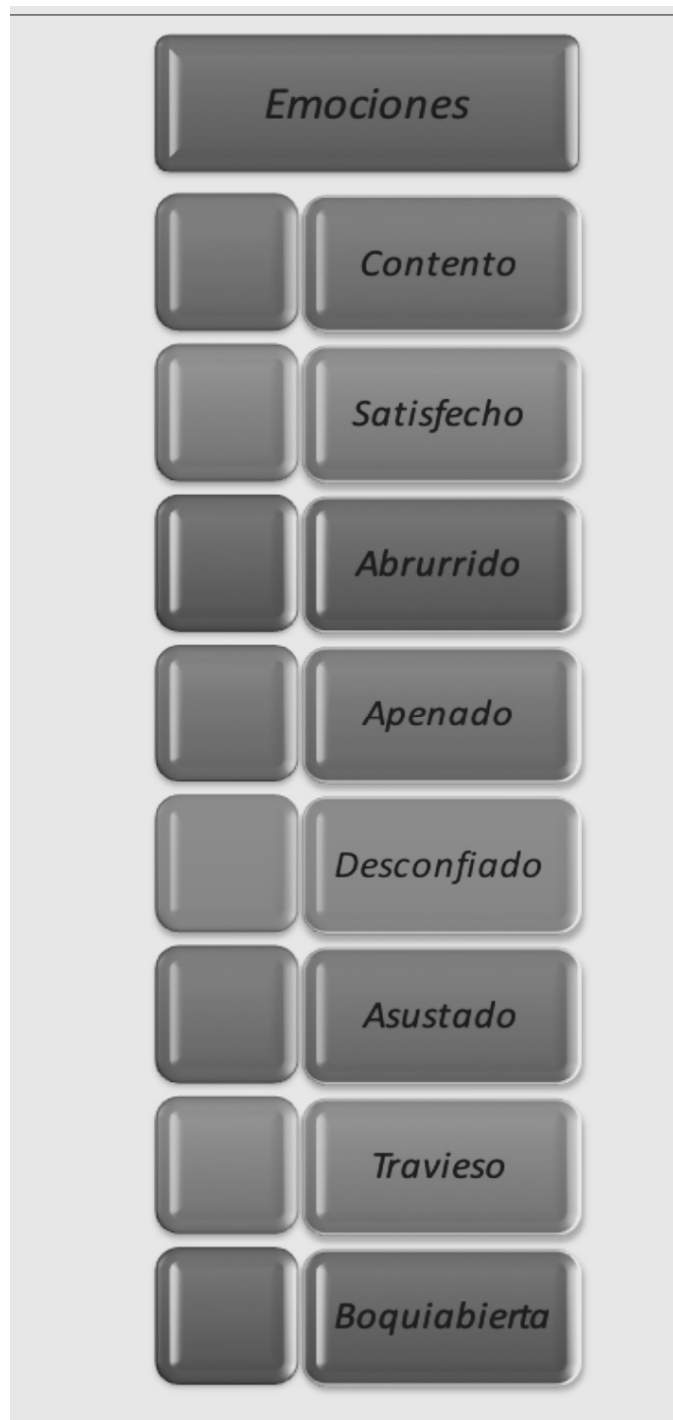 Emociones
Contento
Satisfecho
Abrurrido
Apenado
Desconfiado
Asustado
Travieso
Boquiabierta